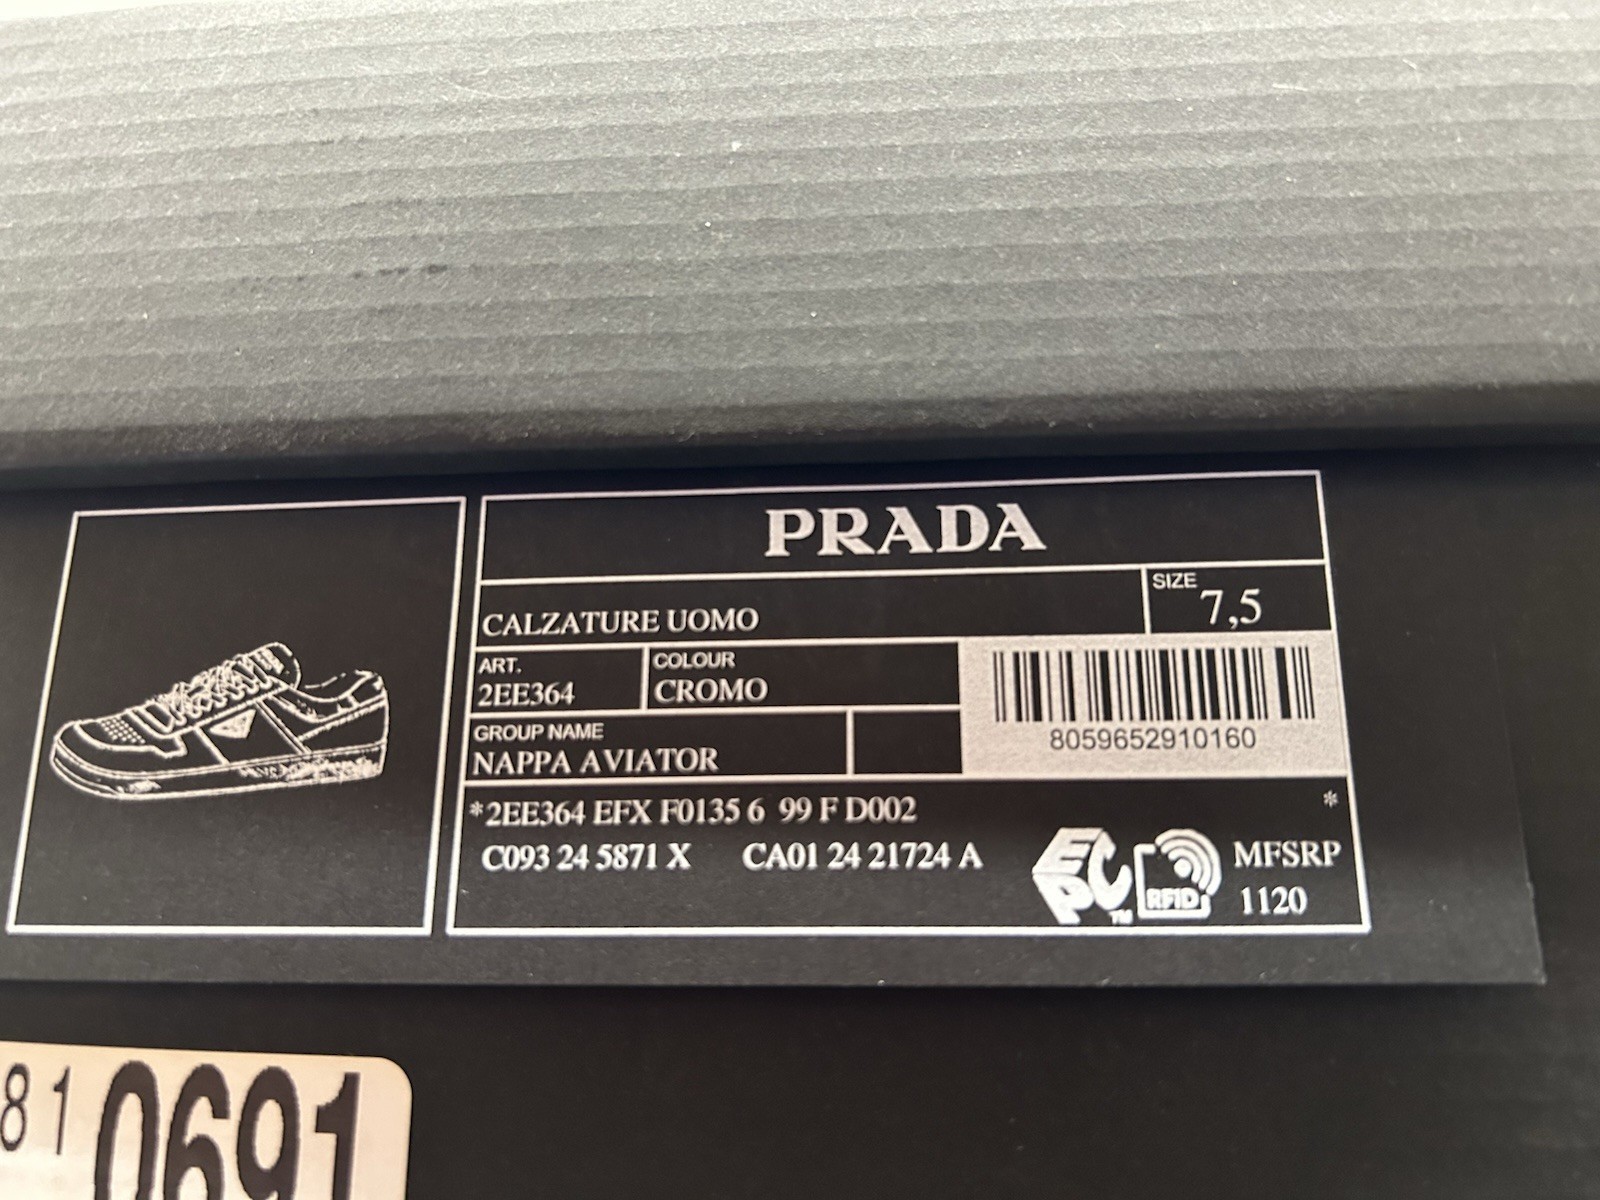 PRADA
CALZATURE UOMO
SIZE
7,5
ART.
2EE364
COLOUR
CROMO
GROUP NAME
NAPPA AVIATOR
8059652910160
*2EE364 EFX F0135 6 99 F D002 *
C093 24 5871 X CA01 24 21724 A
EPC TM
RFID
MFSRP
1120
81 0691